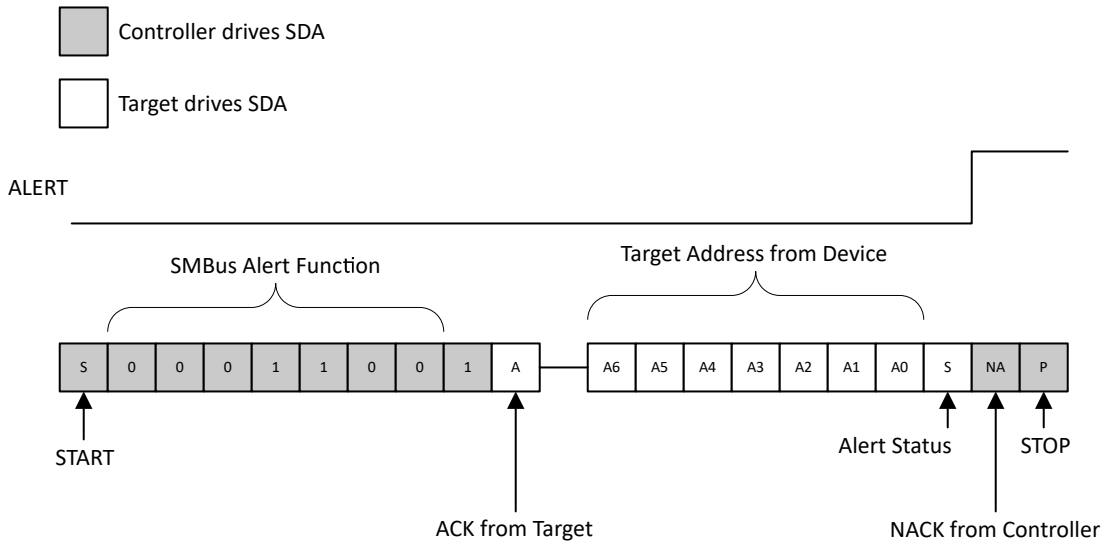 Controller drives SDA
Target drives SDA
ALERT
SMBus Alert Function
Target Address from Device
S 0 0 0 1 1 0 0 1 A A6 A5 A4 A3 A2 A1 A0 S NA P
START
Alert Status
STOP
ACK from Target
NACK from Controller